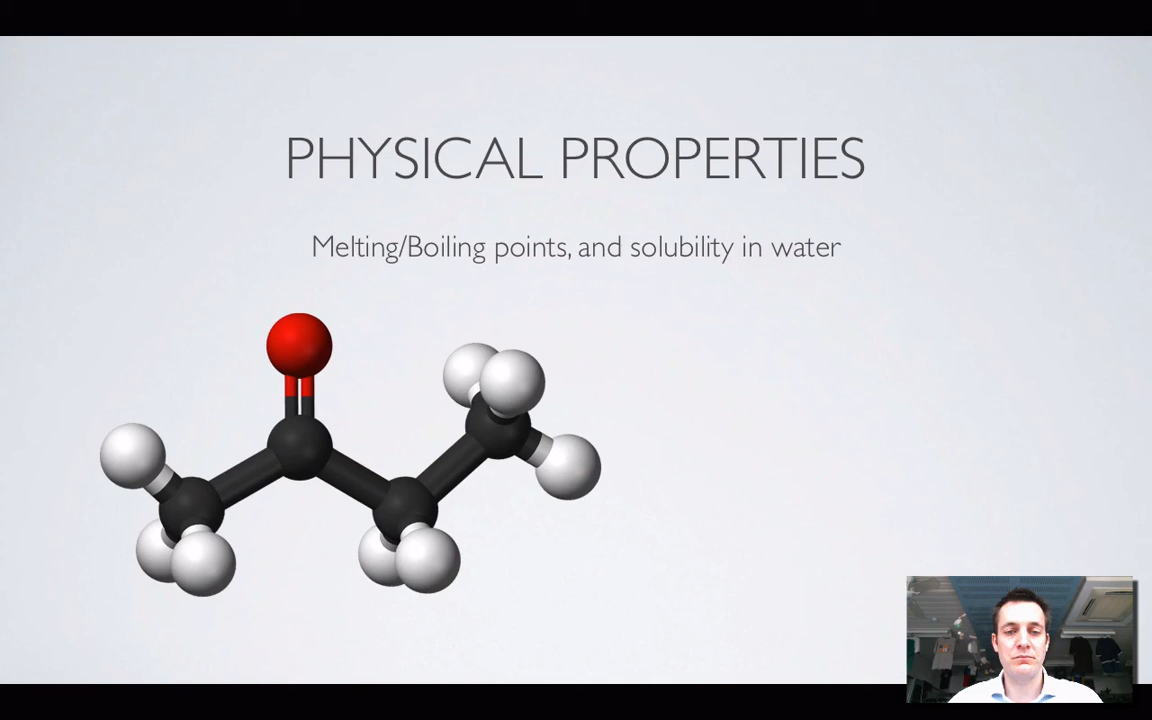 PHYSICAL PROPERTIES
Melting/Boiling points, and solubility in water